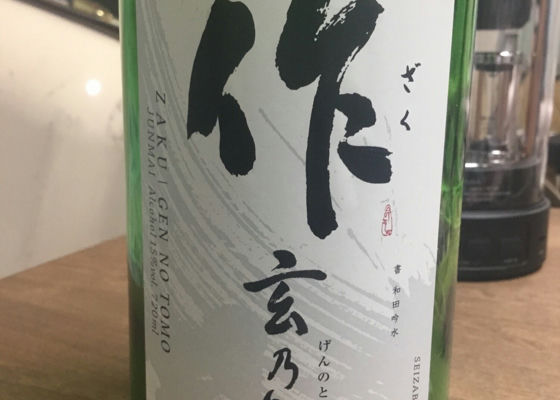 作
ざく
書 和田吟水
玄乃
げんのと
ZAKU | GEN NO TOMO
JUNMAI Alcohol 15%vol. 720ml
SEIZAB